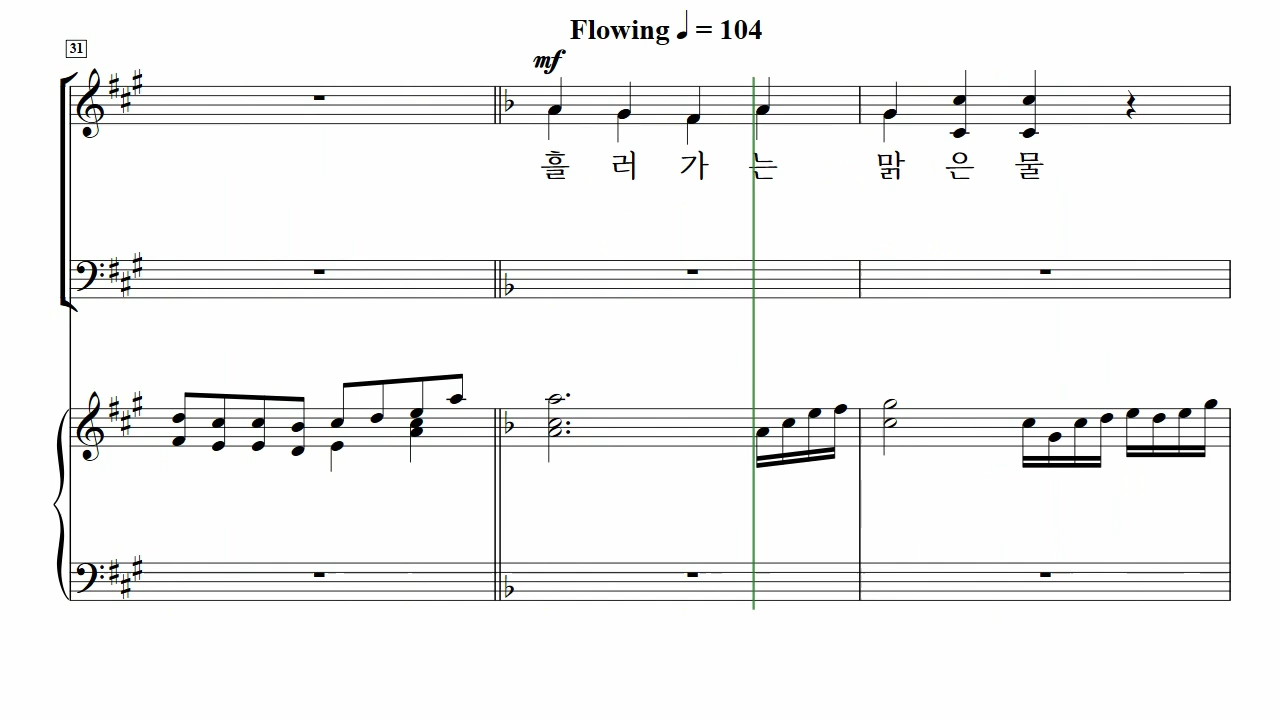 Flowing ♩ = 104
31
mf
흘 러 가 는 맑 은 물